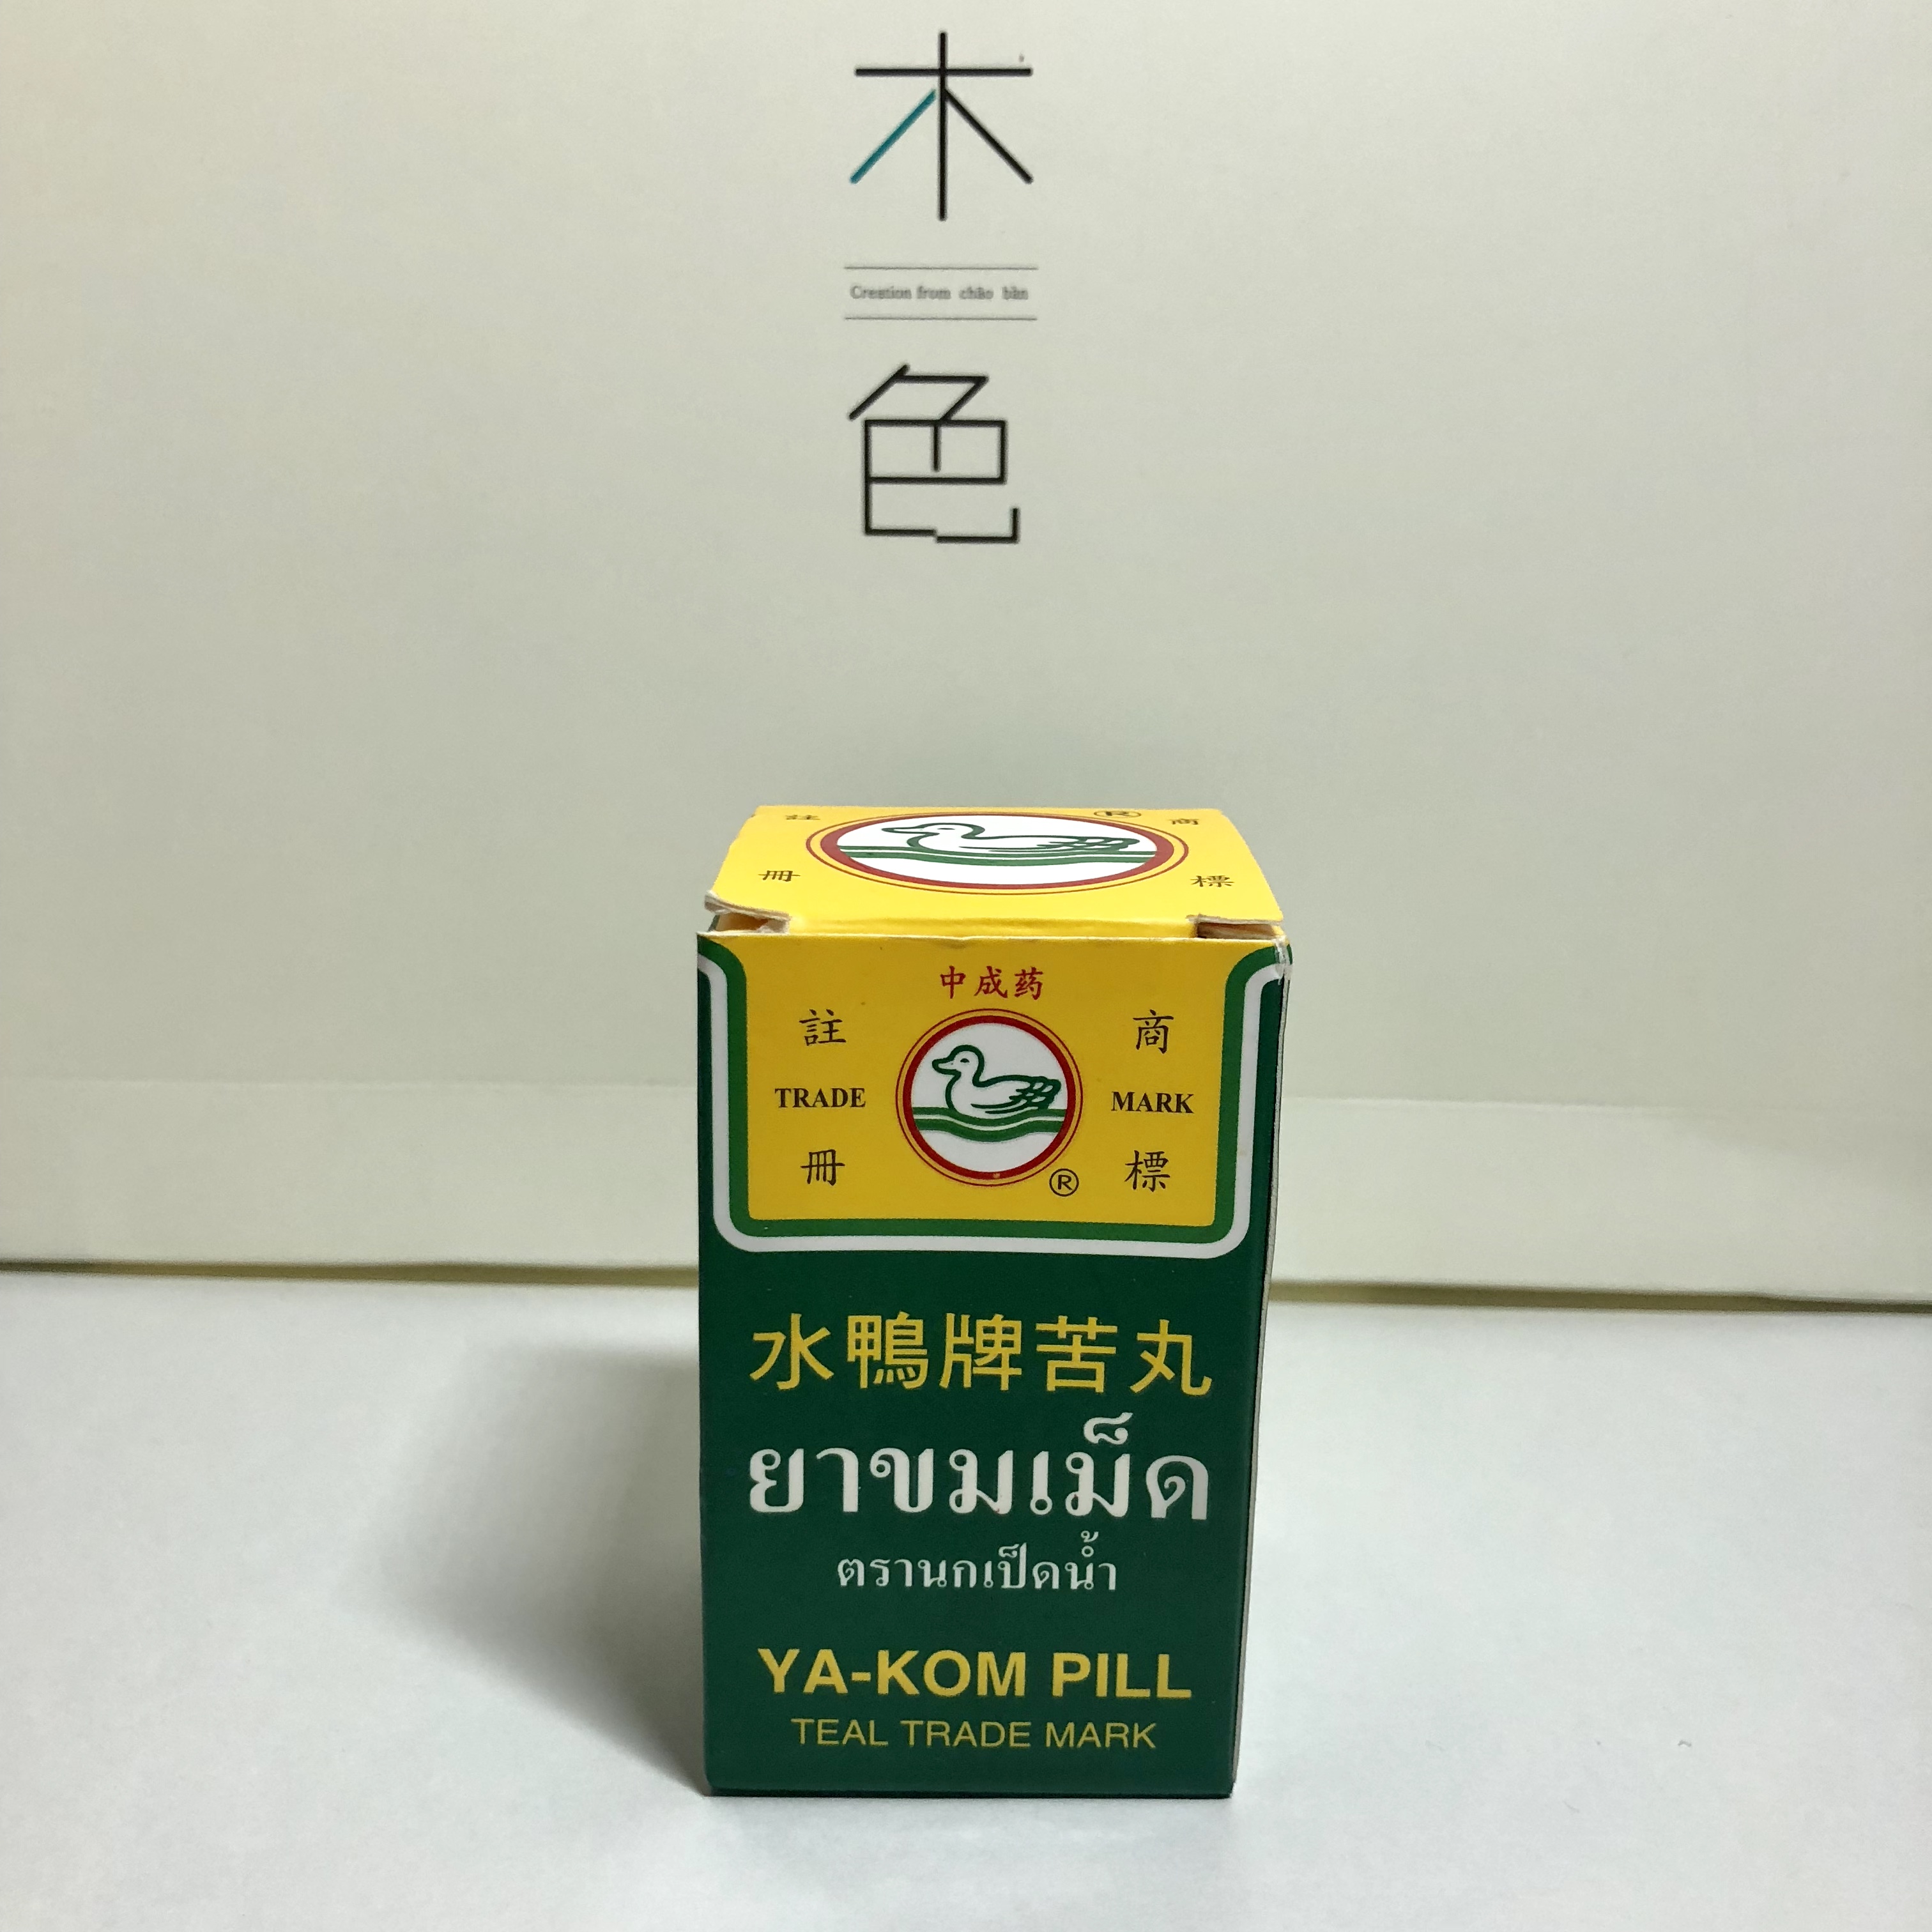 木
Creation from chāo bǎn
色
註 ® 商
冊 標
中成药
註 商
TRADE MARK
冊 標
®
水鴨牌苦丸
ยาขมเม็ด
ตรานกเป็ดน้ำ
YA-KOM PILL
TEAL TRADE MARK